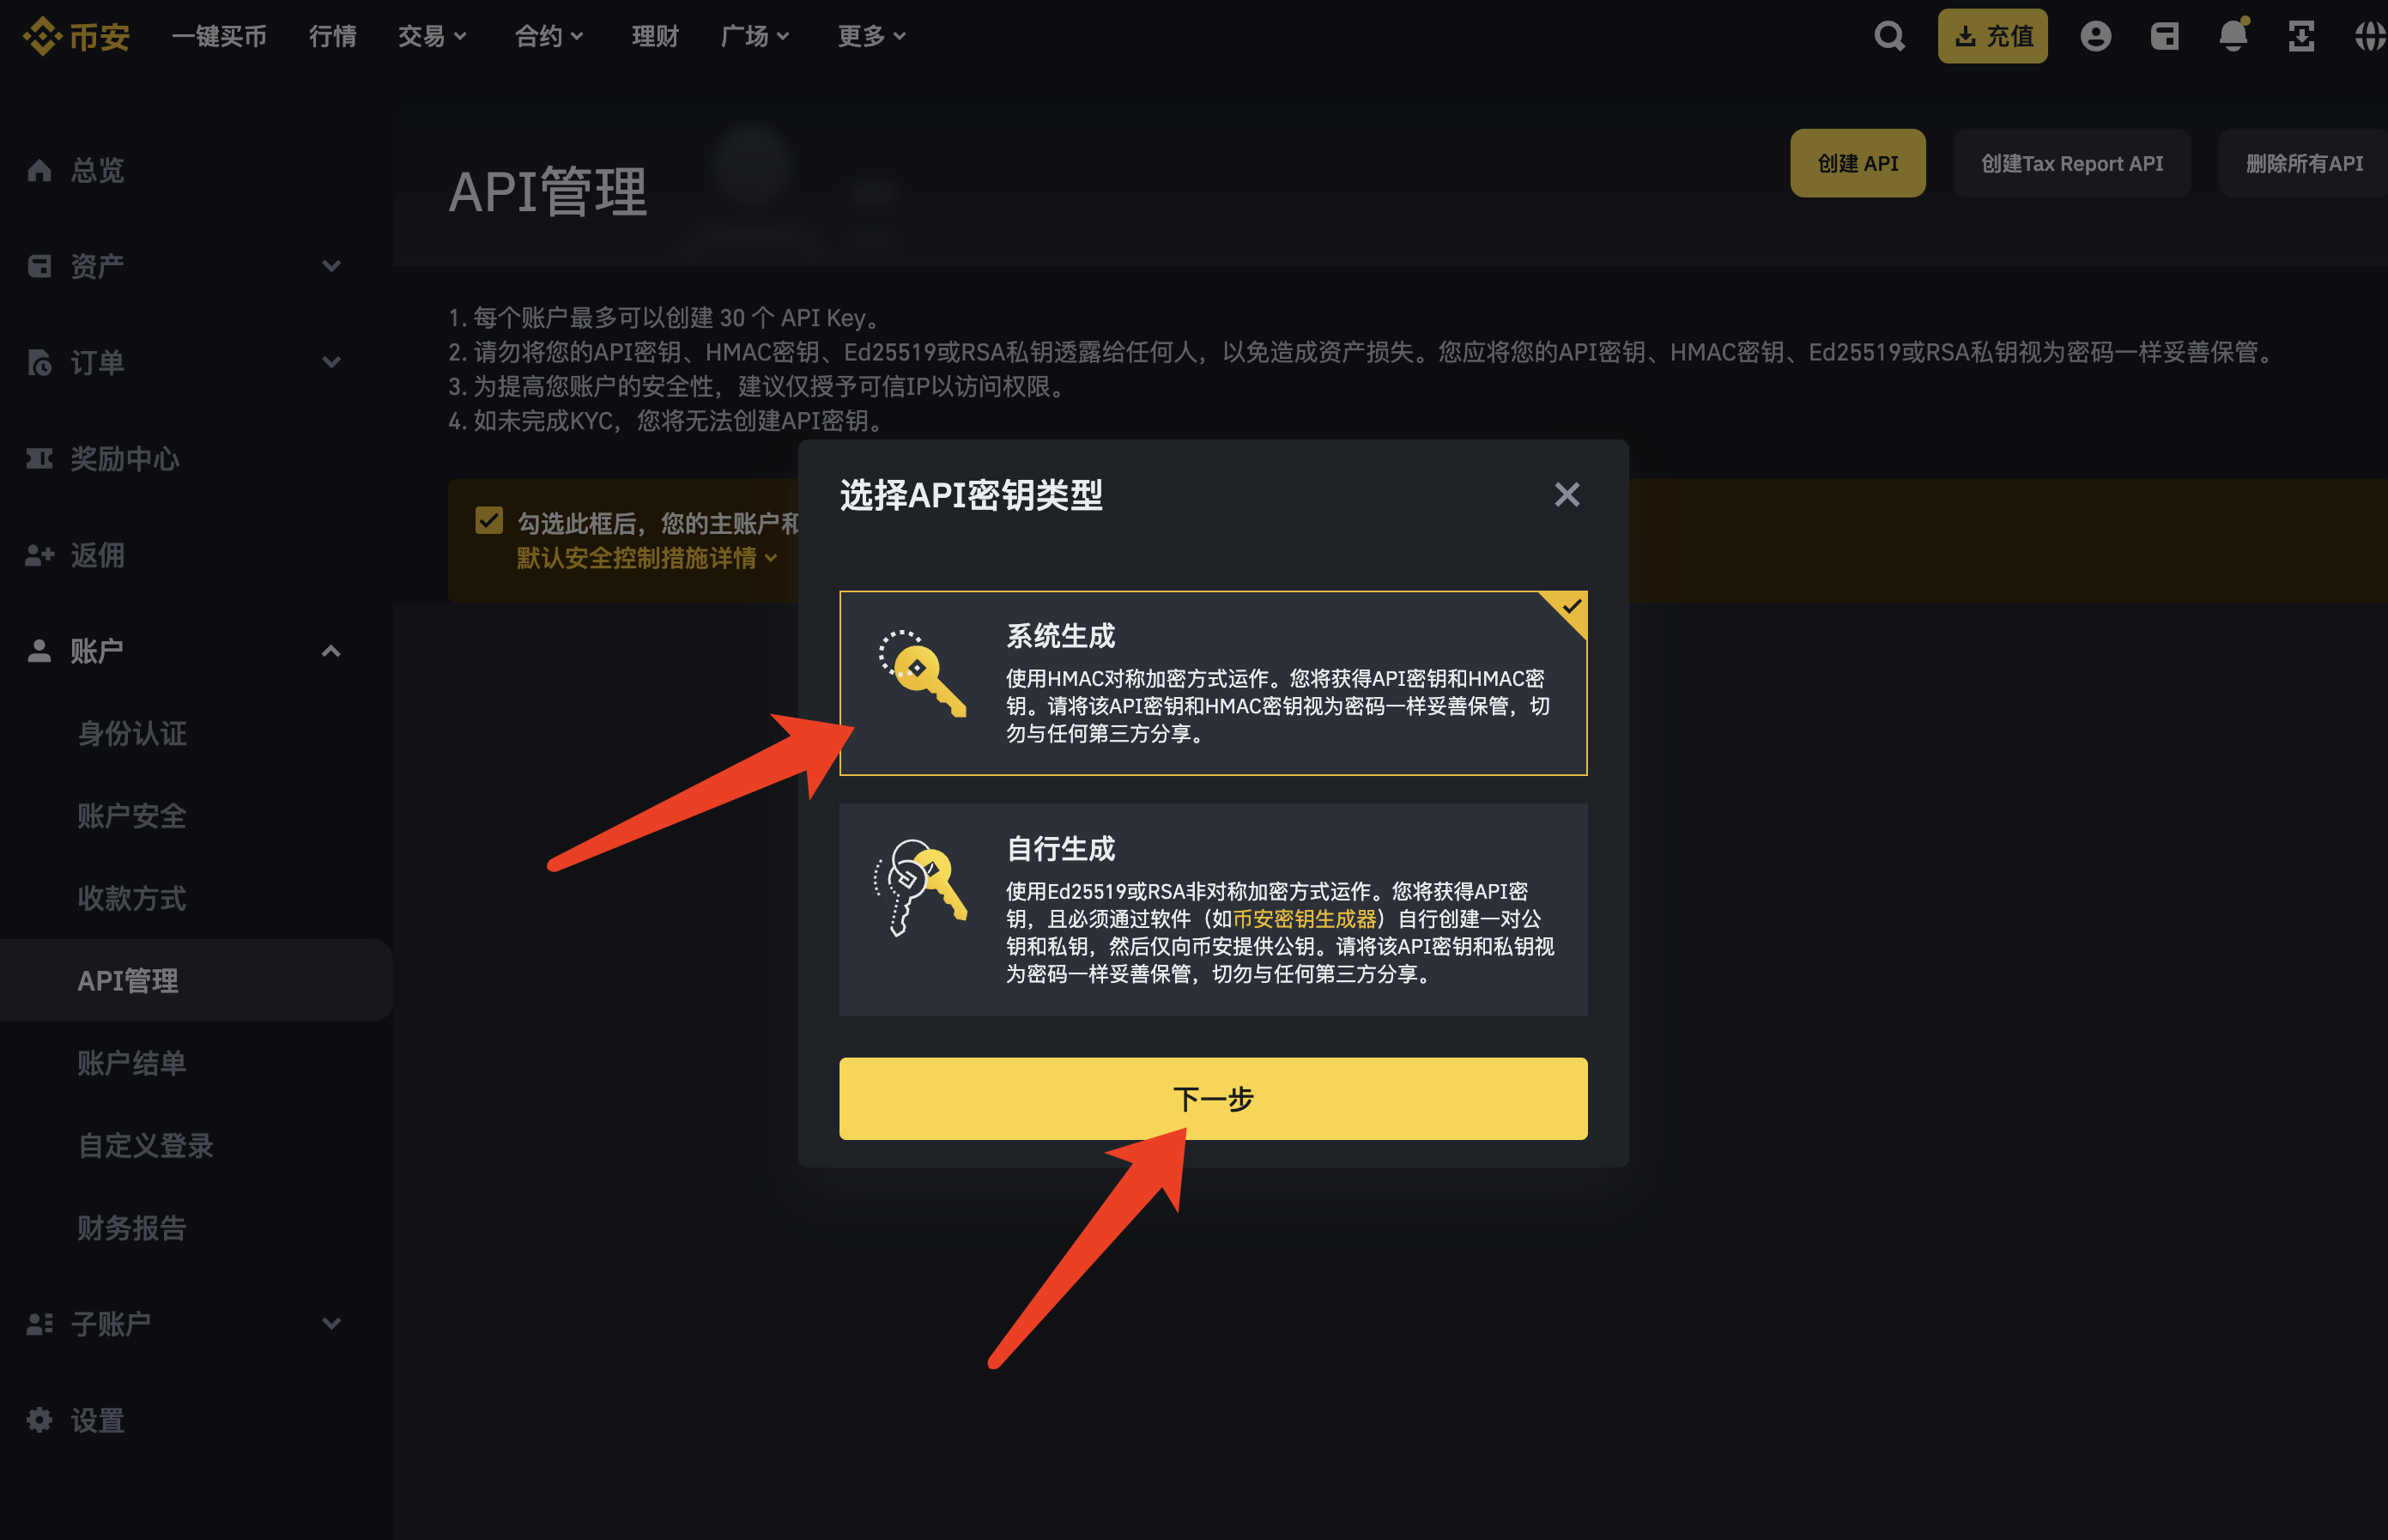 币安 一键买币 行情 交易 合约 理财 广场 更多 充值
总览
资产
订单
奖励中心
返佣
账户
身份认证
账户安全
收款方式
API管理
账户结单
自定义登录
财务报告
子账户
设置
API管理
创建 API 创建Tax Report API 删除所有API
1. 每个账户最多可以创建 30 个 API Key。
2. 请勿将您的API密钥、HMAC密钥、Ed25519或RSA私钥透露给任何人，以免造成资产损失。您应将您的API密钥、HMAC密钥、Ed25519或RSA私钥视为密码一样妥善保管。
3. 为提高您账户的安全性，建议仅授予可信IP以访问权限。
4. 如未完成KYC，您将无法创建API密钥。
勾选此框后，您的主账户和
默认安全控制措施详情
选择API密钥类型
系统生成
使用HMAC对称加密方式运作。您将获得API密钥和HMAC密
钥。请将该API密钥和HMAC密钥视为密码一样妥善保管，切
勿与任何第三方分享。
自行生成
使用Ed25519或RSA非对称加密方式运作。您将获得API密
钥，且必须通过软件（如币安密钥生成器）自行创建一对公
钥和私钥，然后仅向币安提供公钥。请将该API密钥和私钥视
为密码一样妥善保管，切勿与任何第三方分享。
下一步